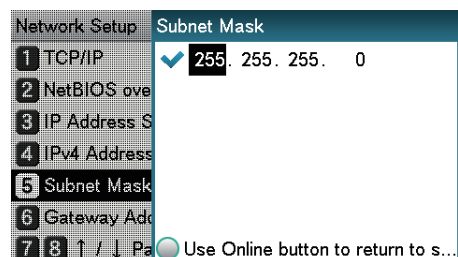 Network Setup
1 TCP/IP
2 NetBIOS ove
3 IP Address S
4 IPv4 Address
5 Subnet Mask
6 Gateway Add
7 8 ↑ / ↓ Pa
Subnet Mask
255. 255. 255. 0
Use Online button to return to s...